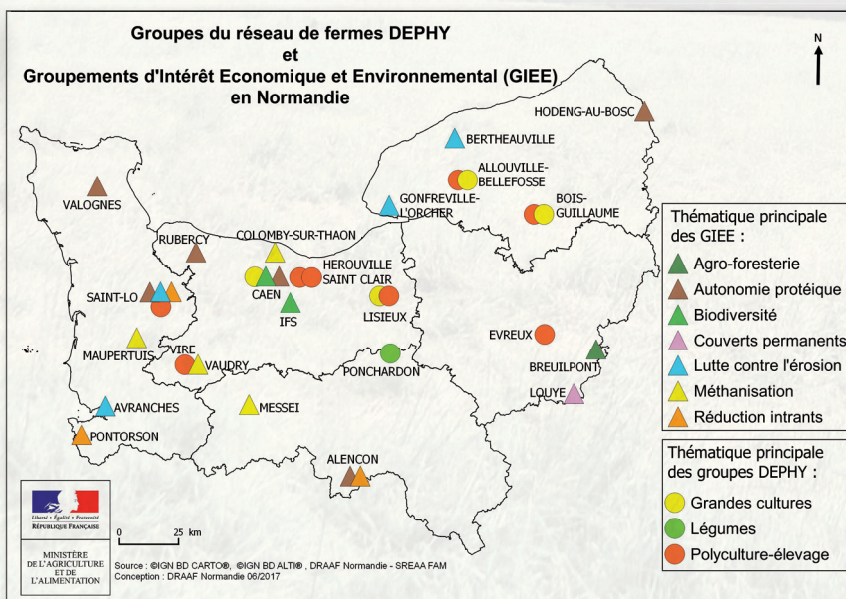 Groupes du réseau de fermes DEPHY
et
Groupements d'Intérêt Economique et Environnemental (GIEE)
en Normandie
N
HODENG-AU-BOSC
BERTHEAUVILLE
ALLOUVILLE-
BELLEFOSSE
VALOGNES
GONFREVILLE-
L'ORCHER
BOIS-
GUILLAUME
RUBERCY
COLOMBY-SUR-THAON
HEROUVILLE
SAINT CLAIR
SAINT-LO
CAEN
IFS
LISIEUX
EVREUX
MAUPERTUIS
VIRE
VAUDRY
PONCHARDON
BREUILPONT
LOUYE
AVRANCHES
MESSEI
PONTORSON
ALENCON
Thématique principale
des GIEE :
Agro-foresterie
Autonomie protéique
Biodiversité
Couverts permanents
Lutte contre l'érosion
Méthanisation
Réduction intrants
Thématique principale
des groupes DEPHY :
Grandes cultures
Légumes
Polyculture-élevage
Liberté • Égalité • Fraternité
RÉPUBLIQUE FRANÇAISE
MINISTÈRE
DE L'AGRICULTURE
ET DE
L'ALIMENTATION
0 25 km
Source : ©IGN BD CARTO®, ©IGN BD ALTI® , DRAAF Normandie - SREAA FAM
Conception : DRAAF Normandie 06/2017